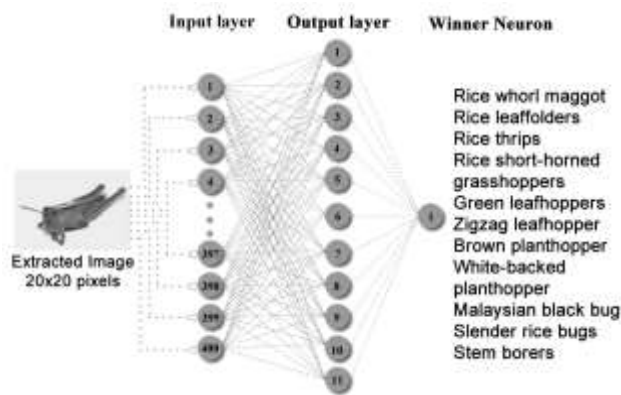 Input layer Output layer Winner Neuron
1
2
3
4
397
398
399
400
1
2
3
4
5
6
7
8
9
10
11
1
Extracted Image
20x20 pixels
Rice whorl maggot
Rice leaffolders
Rice thrips
Rice short-horned
grasshoppers
Green leafhoppers
Zigzag leafhopper
Brown planthopper
White-backed
planthopper
Malaysian black bug
Slender rice bugs
Stem borers